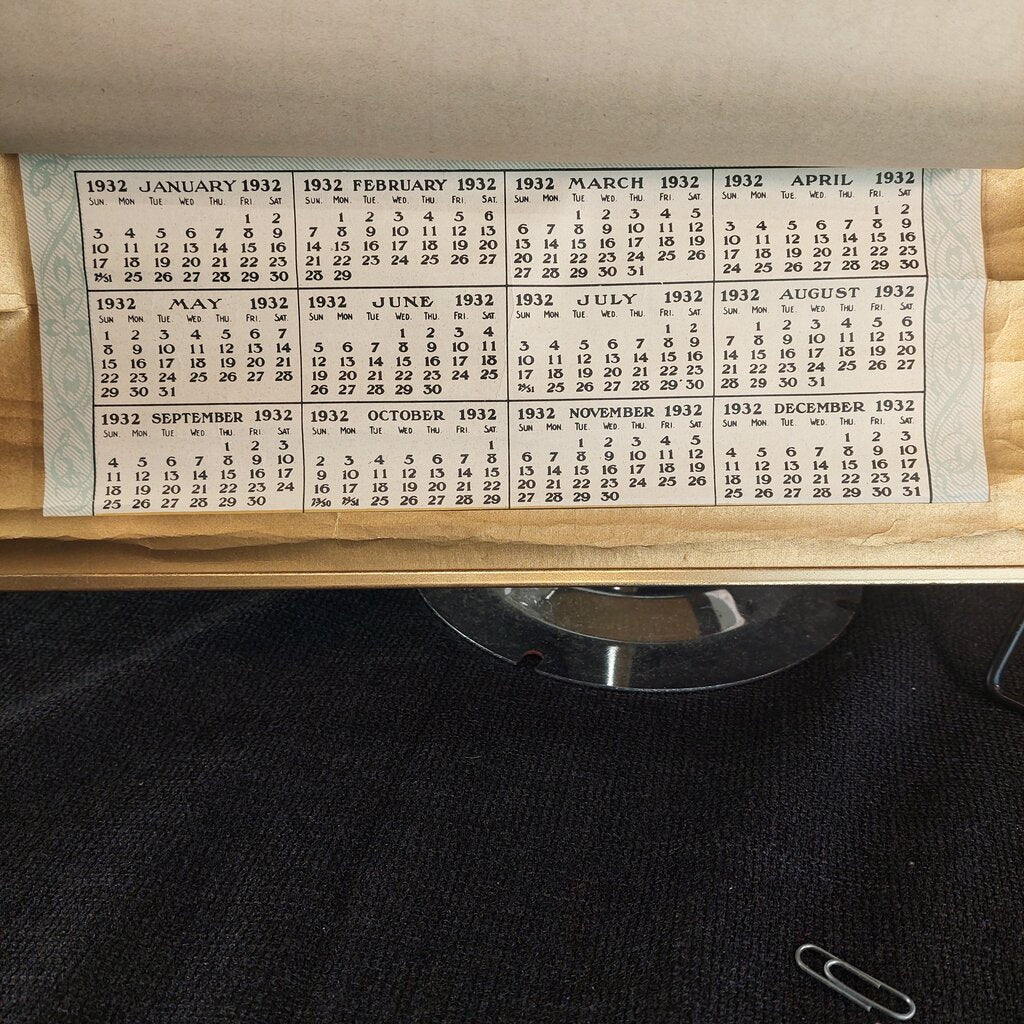 1932 JANUARY 1932
SUN. MON. TUE. WED. THU. FRI. SAT.
1 2
3 4 5 6 7 8 9
10 11 12 13 14 15 16
17 18 19 20 21 22 23
24/31 25 26 27 28 29 30
1932 FEBRUARY 1932
SUN. MON. TUE. WED. THU. FRI. SAT.
1 2 3 4 5 6
7 8 9 10 11 12 13
14 15 16 17 18 19 20
21 22 23 24 25 26 27
28 29
1932 MARCH 1932
SUN. MON. TUE. WED. THU. FRI. SAT.
1 2 3 4 5
6 7 8 9 10 11 12
13 14 15 16 17 18 19
20 21 22 23 24 25 26
27 28 29 30 31
1932 APRIL 1932
SUN. MON. TUE. WED. THU. FRI. SAT.
1 2
3 4 5 6 7 8 9
10 11 12 13 14 15 16
17 18 19 20 21 22 23
24 25 26 27 28 29 30
1932 MAY 1932
SUN. MON. TUE. WED. THU. FRI. SAT.
1 2 3 4 5 6 7
8 9 10 11 12 13 14
15 16 17 18 19 20 21
22 23 24 25 26 27 28
29 30 31
1932 JUNE 1932
SUN. MON. TUE. WED. THU. FRI. SAT.
1 2 3 4
5 6 7 8 9 10 11
12 13 14 15 16 17 18
19 20 21 22 23 24 25
26 27 28 29 30
1932 JULY 1932
SUN. MON. TUE. WED. THU. FRI. SAT.
1 2
3 4 5 6 7 8 9
10 11 12 13 14 15 16
17 18 19 20 21 22 23
24/31 25 26 27 28 29 30
1932 AUGUST 1932
SUN. MON. TUE. WED. THU. FRI. SAT.
1 2 3 4 5 6
7 8 9 10 11 12 13
14 15 16 17 18 19 20
21 22 23 24 25 26 27
28 29 30 31
1932 SEPTEMBER 1932
SUN. MON. TUE. WED. THU. FRI. SAT.
1 2 3
4 5 6 7 8 9 10
11 12 13 14 15 16 17
18 19 20 21 22 23 24
25 26 27 28 29 30
1932 OCTOBER 1932
SUN. MON. TUE. WED. THU. FRI. SAT.
1
2 3 4 5 6 7 8
9 10 11 12 13 14 15
16 17 18 19 20 21 22
23/30 24/31 25 26 27 28 29
1932 NOVEMBER 1932
SUN. MON. TUE. WED. THU. FRI. SAT.
1 2 3 4 5
6 7 8 9 10 11 12
13 14 15 16 17 18 19
20 21 22 23 24 25 26
27 28 29 30
1932 DECEMBER 1932
SUN. MON. TUE. WED. THU. FRI. SAT.
1 2 3
4 5 6 7 8 9 10
11 12 13 14 15 16 17
18 19 20 21 22 23 24
25 26 27 28 29 30 31